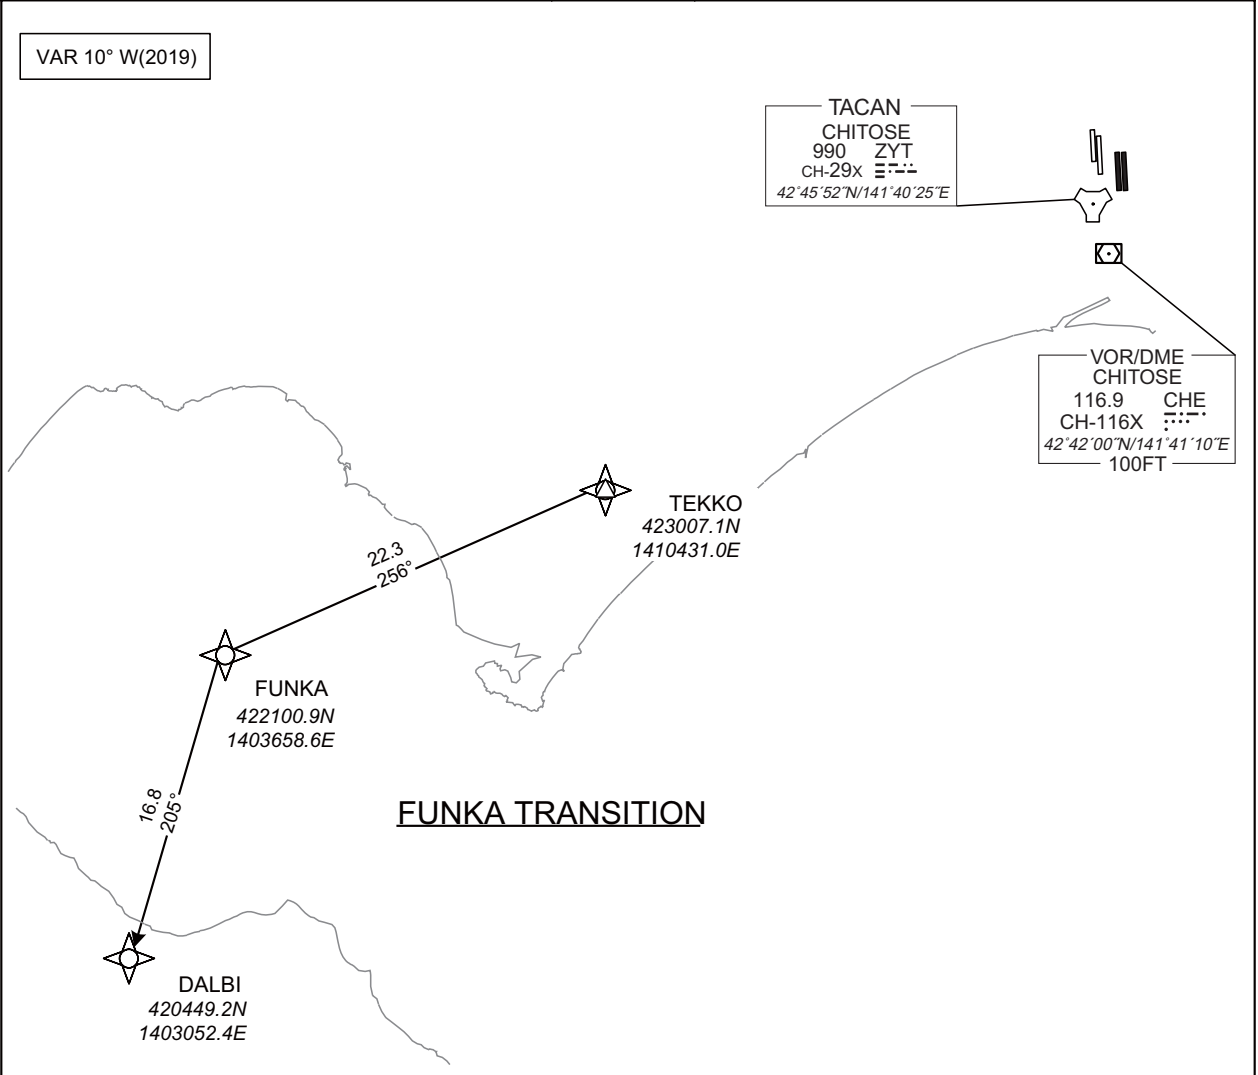 VAR 10° W(2019)
TACAN
CHITOSE
990 ZYT
CH-29X
42°45´52˝N/141°40´25˝E
VOR/DME
CHITOSE
116.9 CHE
CH-116X
42°42´00˝N/141°41´10˝E
100FT
TEKKO
423007.1N
1410431.0E
22.3
256°
FUNKA
422100.9N
1403658.6E
16.8
205°
FUNKA TRANSITION
DALBI
420449.2N
1403052.4E